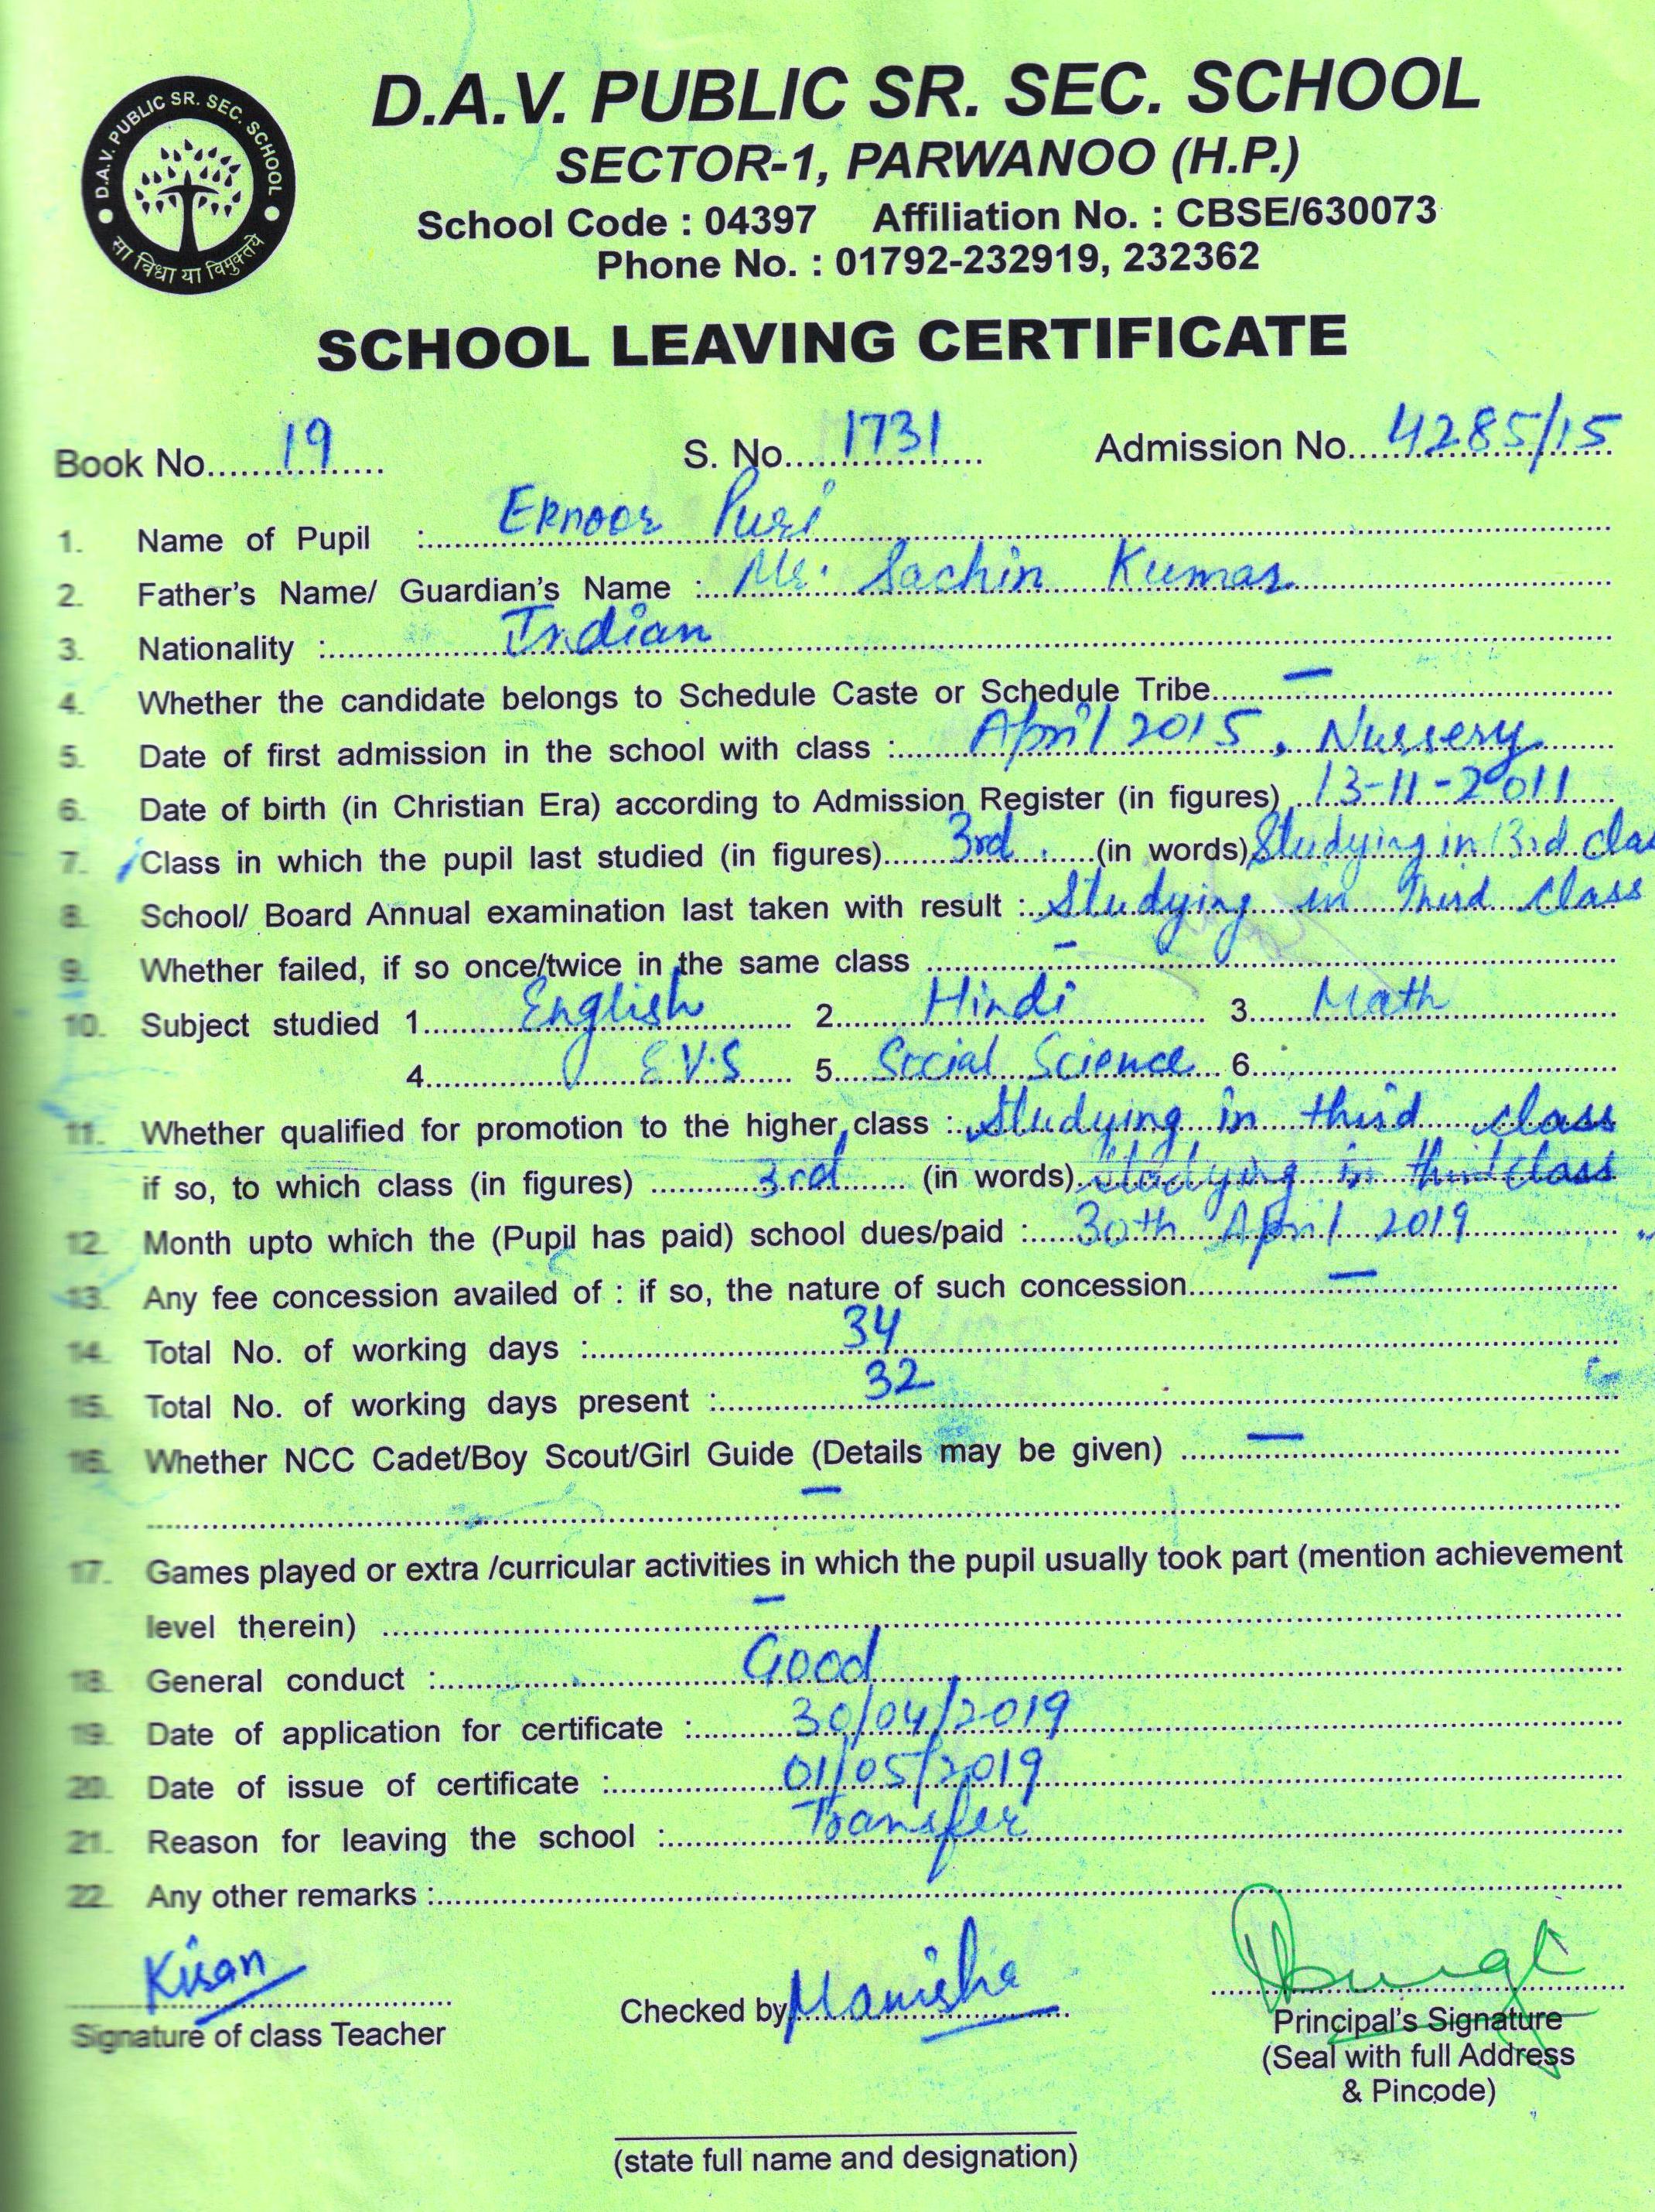 D.A.V. PUBLIC SR. SEC. SCHOOL
D.A.V. PUBLIC SR. SEC. SCHOOL
सा विद्या या विमुक्तये
SECTOR-1, PARWANOO (H.P.)
School Code : 04397 Affiliation No. : CBSE/630073
Phone No. : 01792-232919, 232362
SCHOOL LEAVING CERTIFICATE
Book No. 19 S. No. 1731 Admission No. 4285/15
1. Name of Pupil : Eknoor Puri
2. Father's Name/ Guardian's Name : Mr. Sachin Kumar
3. Nationality : Indian
4. Whether the candidate belongs to Schedule Caste or Schedule Tribe —
5. Date of first admission in the school with class : April 2015, Nursery
6. Date of birth (in Christian Era) according to Admission Register (in figures) 13-11-2011
7. Class in which the pupil last studied (in figures) 3rd (in words) Studying in 3rd clas
8. School/ Board Annual examination last taken with result : Studying in Third Class
9. Whether failed, if so once/twice in the same class —
10. Subject studied 1. English 2. Hindi 3. Math
4. E.V.S 5. Social Science 6.
11. Whether qualified for promotion to the higher class : Studying in third class
if so, to which class (in figures) 3rd (in words) Studying in third class
12. Month upto which the (Pupil has paid) school dues/paid : 30th April 2019
13. Any fee concession availed of : if so, the nature of such concession —
14. Total No. of working days : 34
15. Total No. of working days present : 32
16. Whether NCC Cadet/Boy Scout/Girl Guide (Details may be given) —
—
17. Games played or extra /curricular activities in which the pupil usually took part (mention achievement
level therein) —
18. General conduct : Good
19. Date of application for certificate : 30/04/2019
20. Date of issue of certificate : 01/05/2019
21. Reason for leaving the school : Transfer
22. Any other remarks :
Kiran
Signature of class Teacher
Checked by Manisha
Principal's Signature
(Seal with full Address
& Pincode)
(state full name and designation)